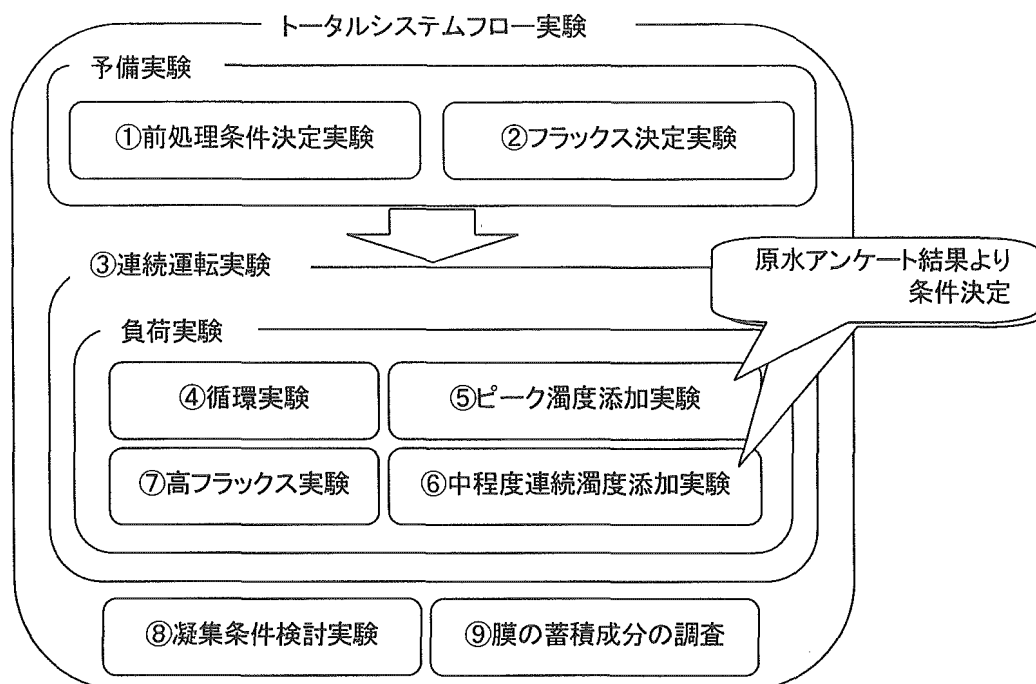 トータルシステムフロー実験
予備実験
①前処理条件決定実験
②フラックス決定実験
③連続運転実験
原水アンケート結果より
条件決定
負荷実験
④循環実験
⑤ピーク濁度添加実験
⑦高フラックス実験
⑥中程度連続濁度添加実験
⑧凝集条件検討実験
⑨膜の蓄積成分の調査